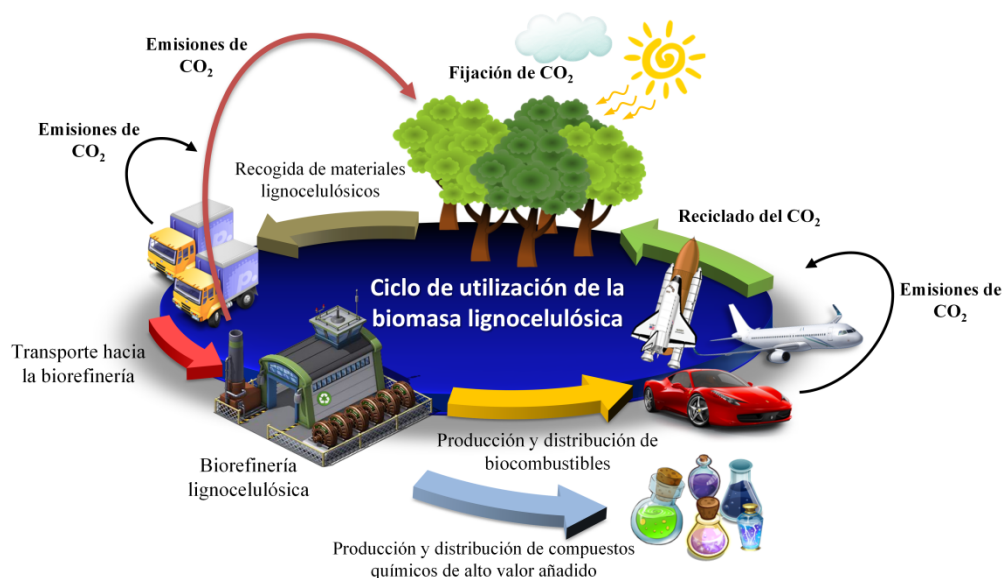 Emisiones de
CO₂
Fijación de CO₂
Emisiones de
CO₂
Recogida de materiales
lignocelulósicos
Reciclado del CO₂
Ciclo de utilización de la
biomasa lignocelulósica
Emisiones de
CO₂
Transporte hacia
la biorefinería
Biorefinería
lignocelulósica
Producción y distribución de
biocombustibles
Producción y distribución de compuestos
químicos de alto valor añadido